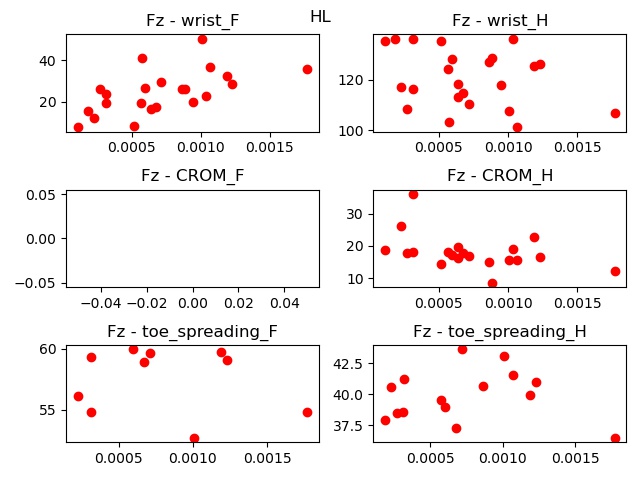 HL
Fz - wrist_F
Fz - wrist_H
40
20
0.0005 0.0010 0.0015
120
100
0.0005 0.0010 0.0015
Fz - CROM_F
Fz - CROM_H
0.05
0.00
−0.05
−0.04 −0.02 0.00 0.02 0.04
30
20
10
0.0005 0.0010 0.0015
Fz - toe_spreading_F
Fz - toe_spreading_H
60
55
0.0005 0.0010 0.0015
42.5
40.0
37.5
0.0005 0.0010 0.0015